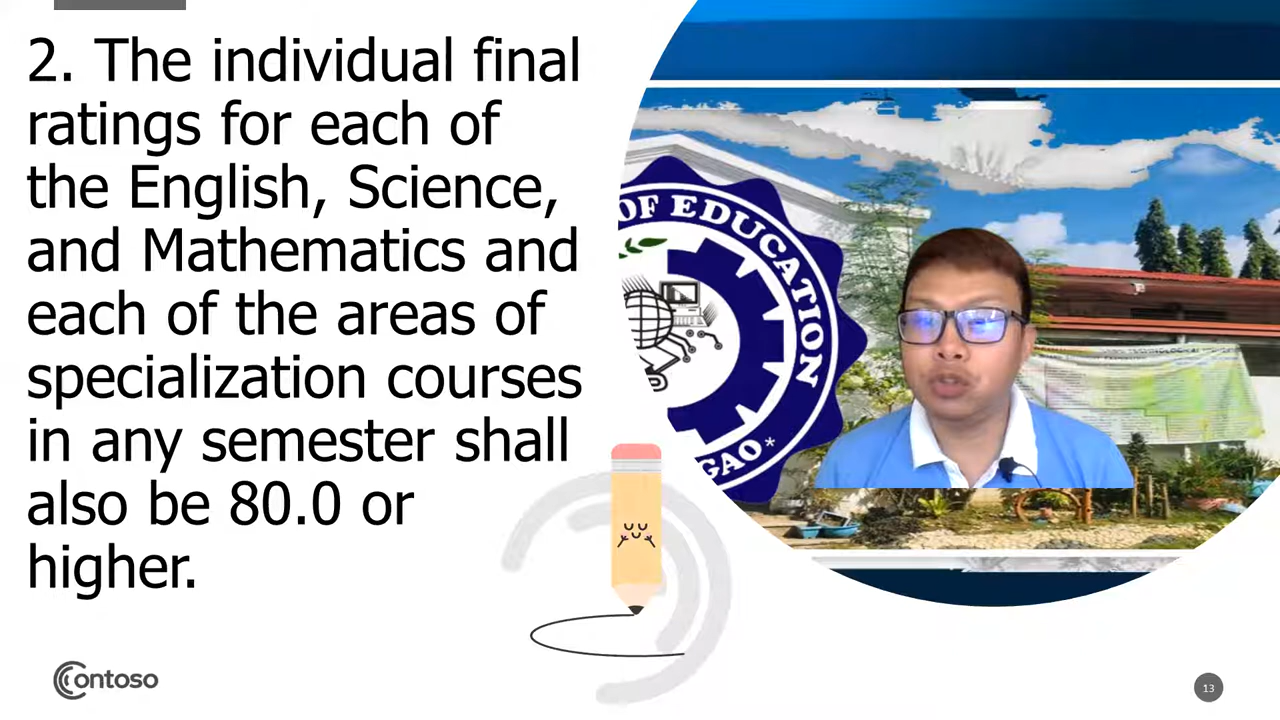 2. The individual final
ratings for each of
the English, Science,
and Mathematics and
each of the areas of
specialization courses
in any semester shall
also be 80.0 or
higher.
OF EDUCATION
GAO*
Contoso
13